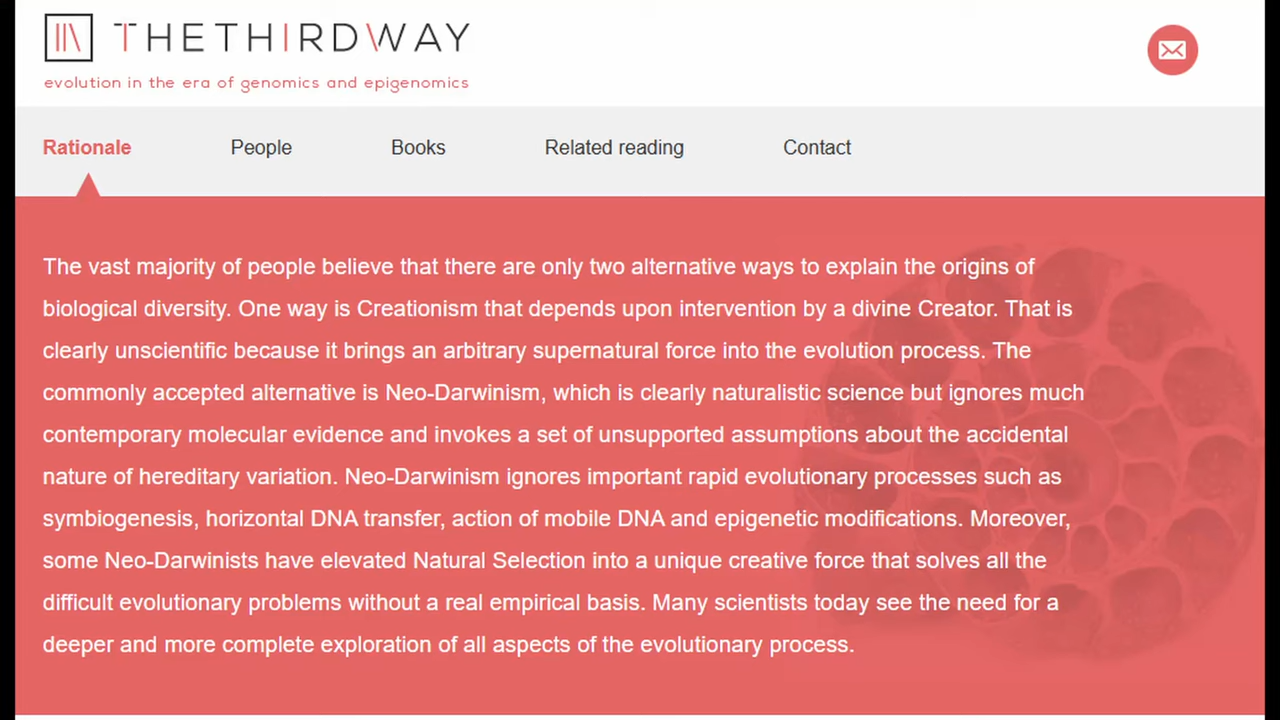 THETHIRDWAY
evolution in the era of genomics and epigenomics
Rationale People Books Related reading Contact
The vast majority of people believe that there are only two alternative ways to explain the origins of
biological diversity. One way is Creationism that depends upon intervention by a divine Creator. That is
clearly unscientific because it brings an arbitrary supernatural force into the evolution process. The
commonly accepted alternative is Neo-Darwinism, which is clearly naturalistic science but ignores much
contemporary molecular evidence and invokes a set of unsupported assumptions about the accidental
nature of hereditary variation. Neo-Darwinism ignores important rapid evolutionary processes such as
symbiogenesis, horizontal DNA transfer, action of mobile DNA and epigenetic modifications. Moreover,
some Neo-Darwinists have elevated Natural Selection into a unique creative force that solves all the
difficult evolutionary problems without a real empirical basis. Many scientists today see the need for a
deeper and more complete exploration of all aspects of the evolutionary process.